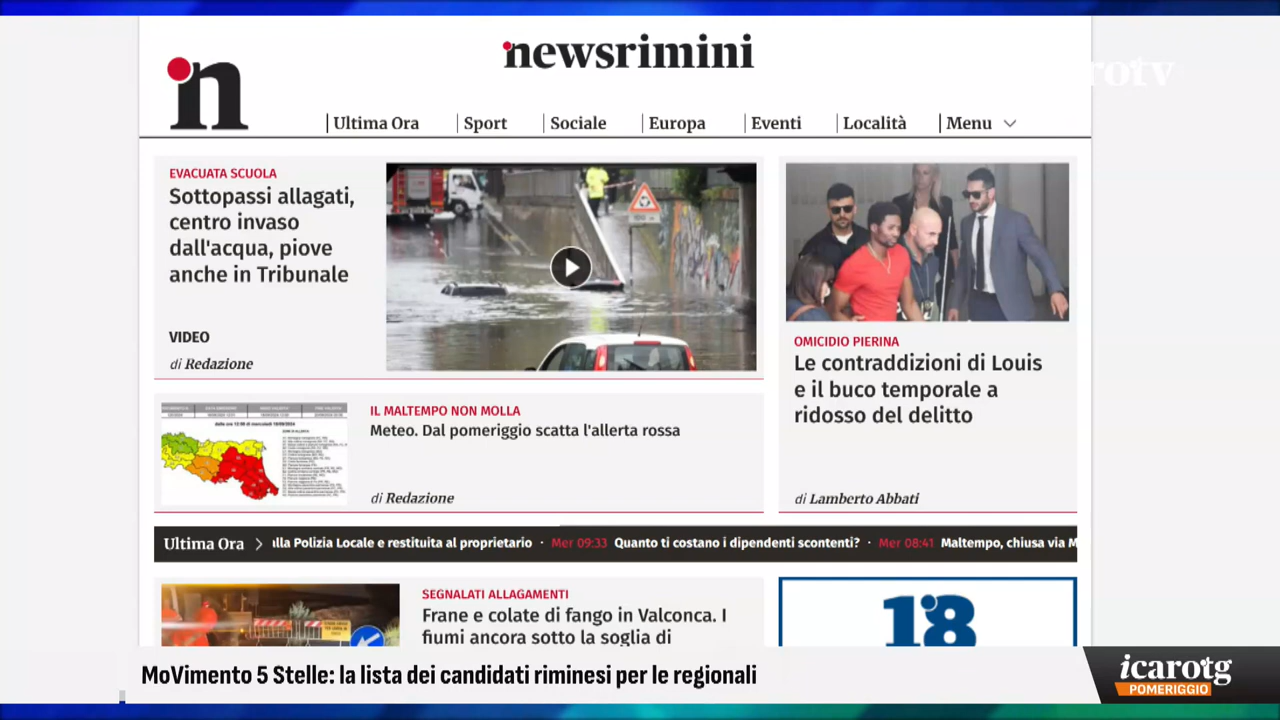 newsrimini
n
rotv
Ultima Ora
Sport
Sociale
Europa
Eventi
Località
Menu
EVACUATA SCUOLA
Sottopassi allagati,
centro invaso
dall'acqua, piove
anche in Tribunale
VIDEO
di Redazione
OMICIDIO PIERINA
Le contraddizioni di Louis
e il buco temporale a
ridosso del delitto
di Lamberto Abbati
IL MALTEMPO NON MOLLA
Meteo. Dal pomeriggio scatta l'allerta rossa
di Redazione
Ultima Ora
lla Polizia Locale e restituita al proprietario · Mer 09:33 Quanto ti costano i dipendenti scontenti? · Mer 08:41 Maltempo, chiusa via M
SEGNALATI ALLAGAMENTI
Frane e colate di fango in Valconca. I
fiumi ancora sotto la soglia di
18
MoVimento 5 Stelle: la lista dei candidati riminesi per le regionali
icarotg
POMERIGGIO